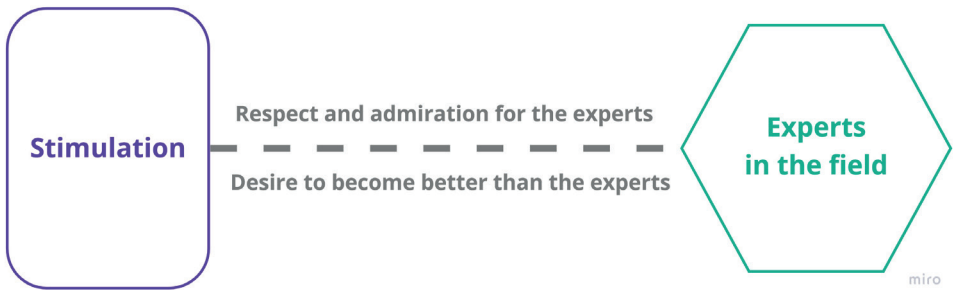 Stimulation
Respect and admiration for the experts
Desire to become better than the experts
Experts
in the field
miro